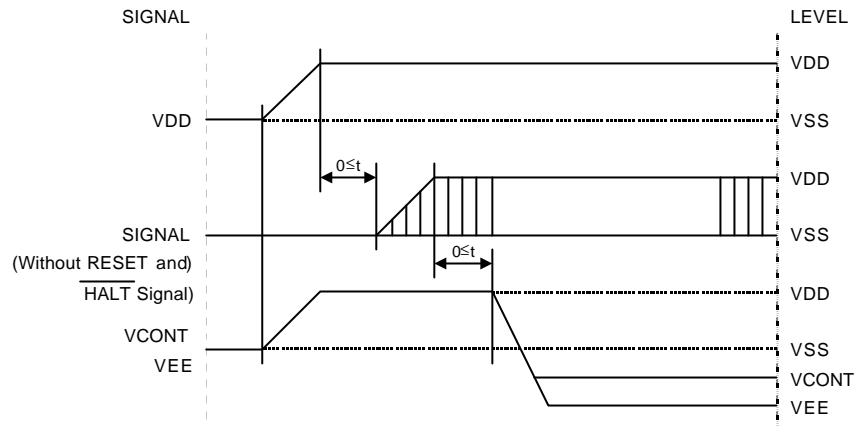 SIGNAL
LEVEL
VDD
VDD
VSS
0≤t
VDD
SIGNAL
VSS
(Without RESET and)
0≤t
HALT Signal)
VDD
VCONT
VSS
VEE
VCONT
VEE